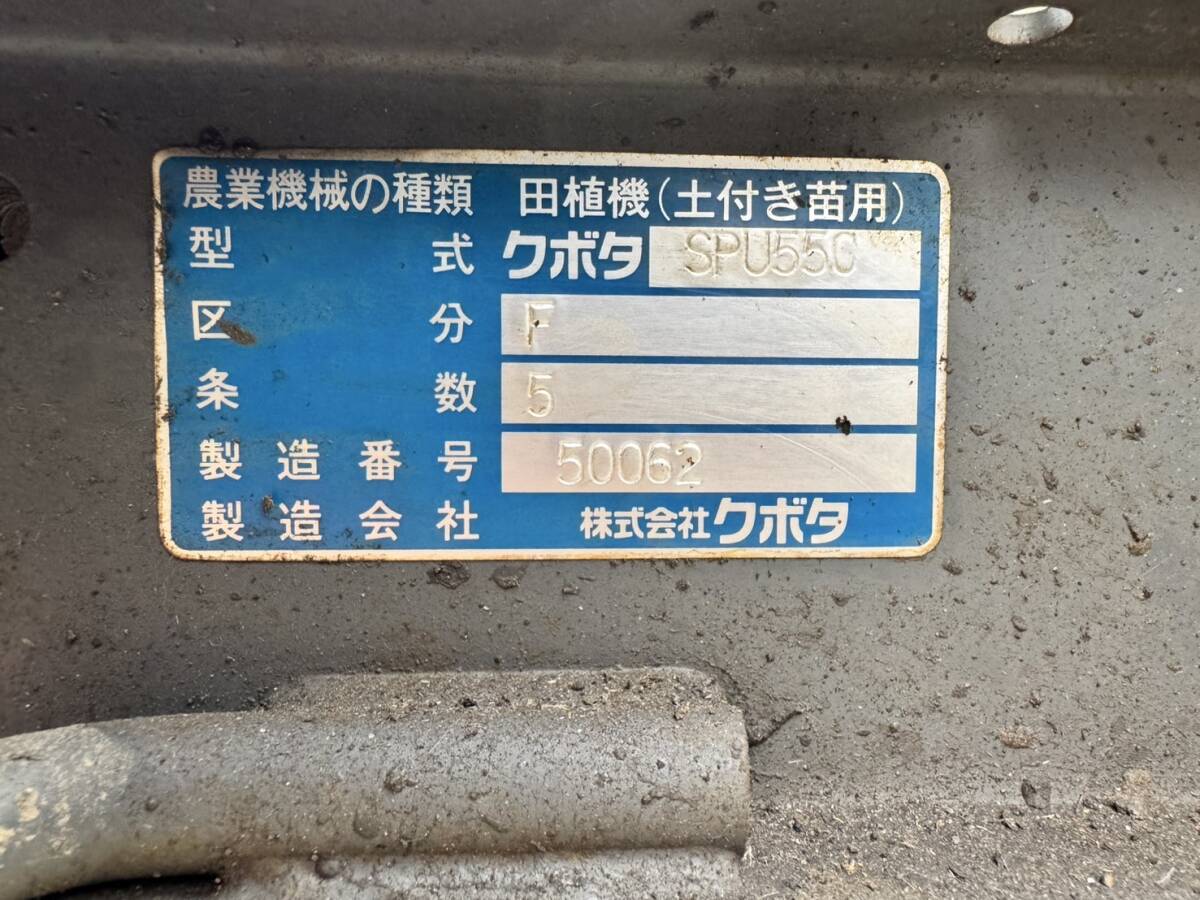 農業機械の種類 田植機(土付き苗用)
型式 クボタ SPU55C
区分 F
条数 5
製造番号 50062
製造会社 株式会社クボタ